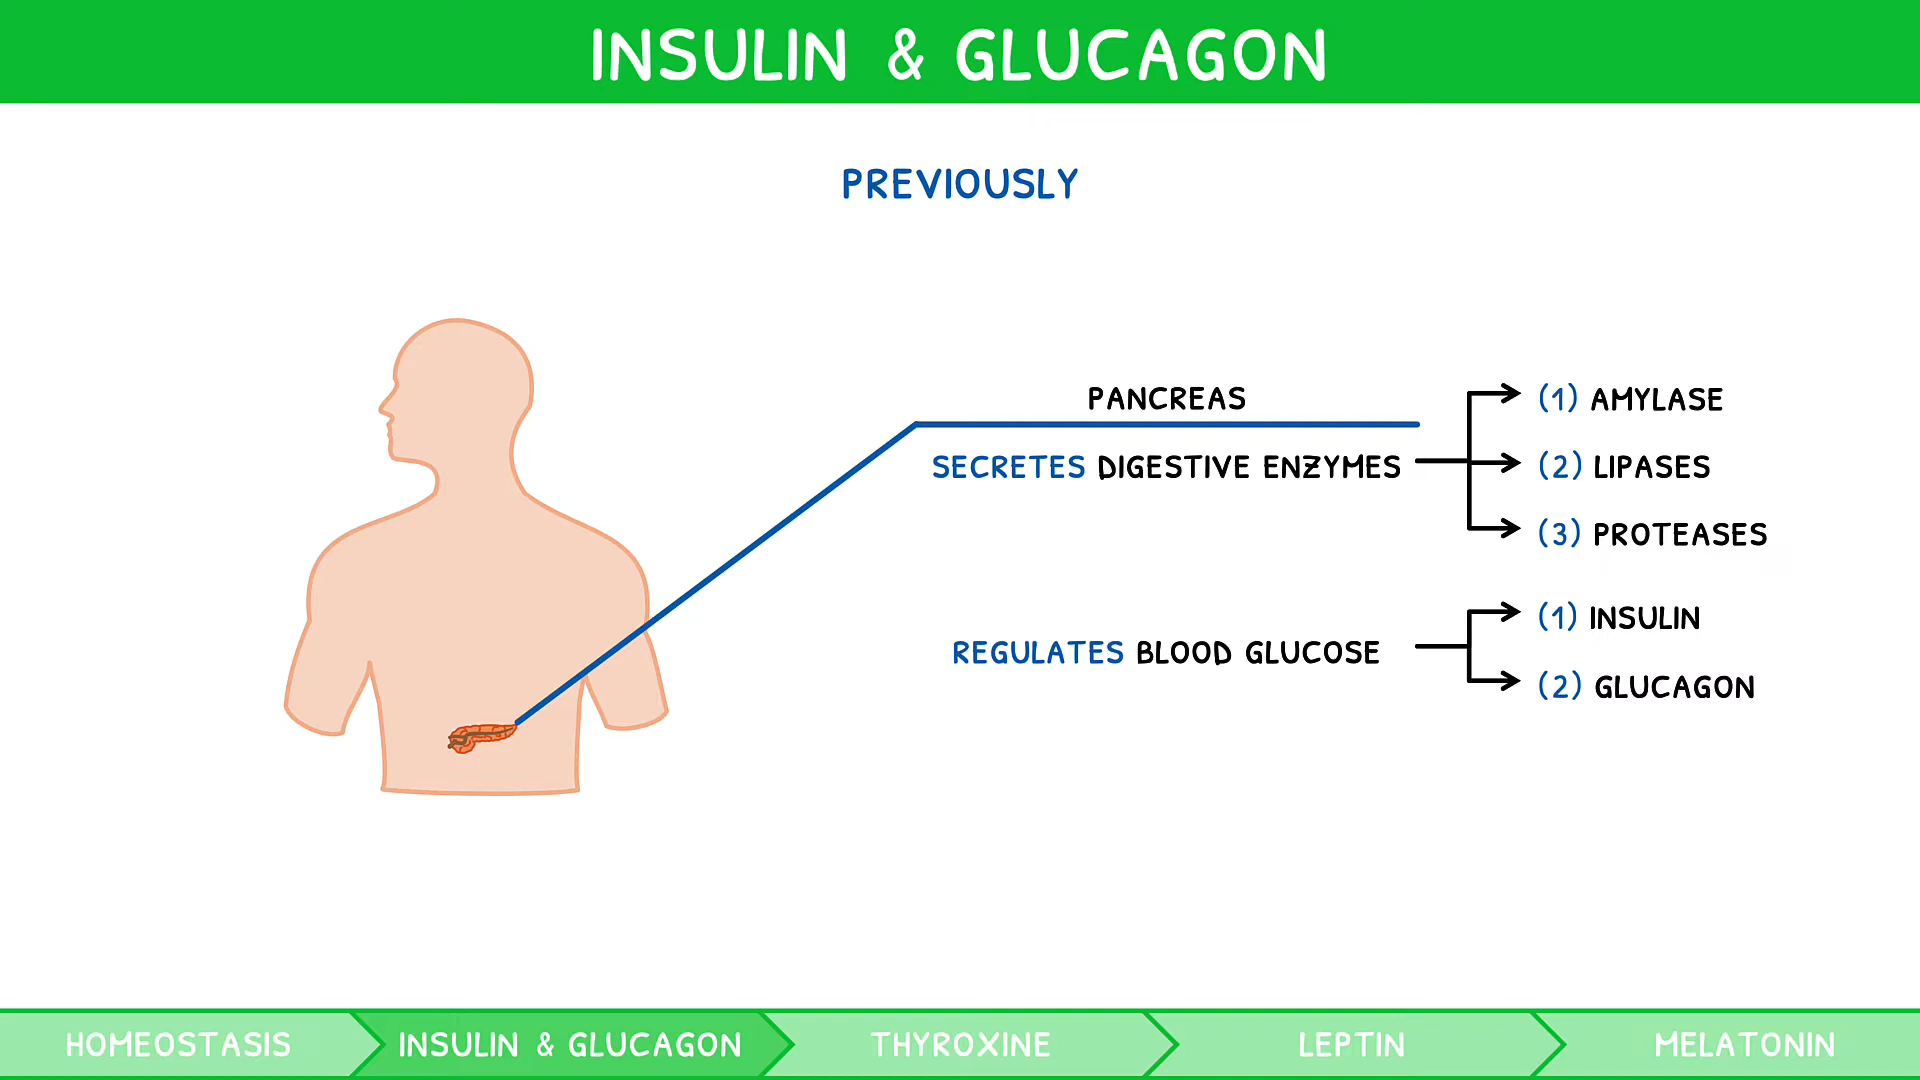 INSULIN & GLUCAGON
PREVIOUSLY
PANCREAS
SECRETES DIGESTIVE ENZYMES
(1) AMYLASE
(2) LIPASES
(3) PROTEASES
REGULATES BLOOD GLUCOSE
(1) INSULIN
(2) GLUCAGON
HOMEOSTASIS
INSULIN & GLUCAGON
THYROXINE
LEPTIN
MELATONIN